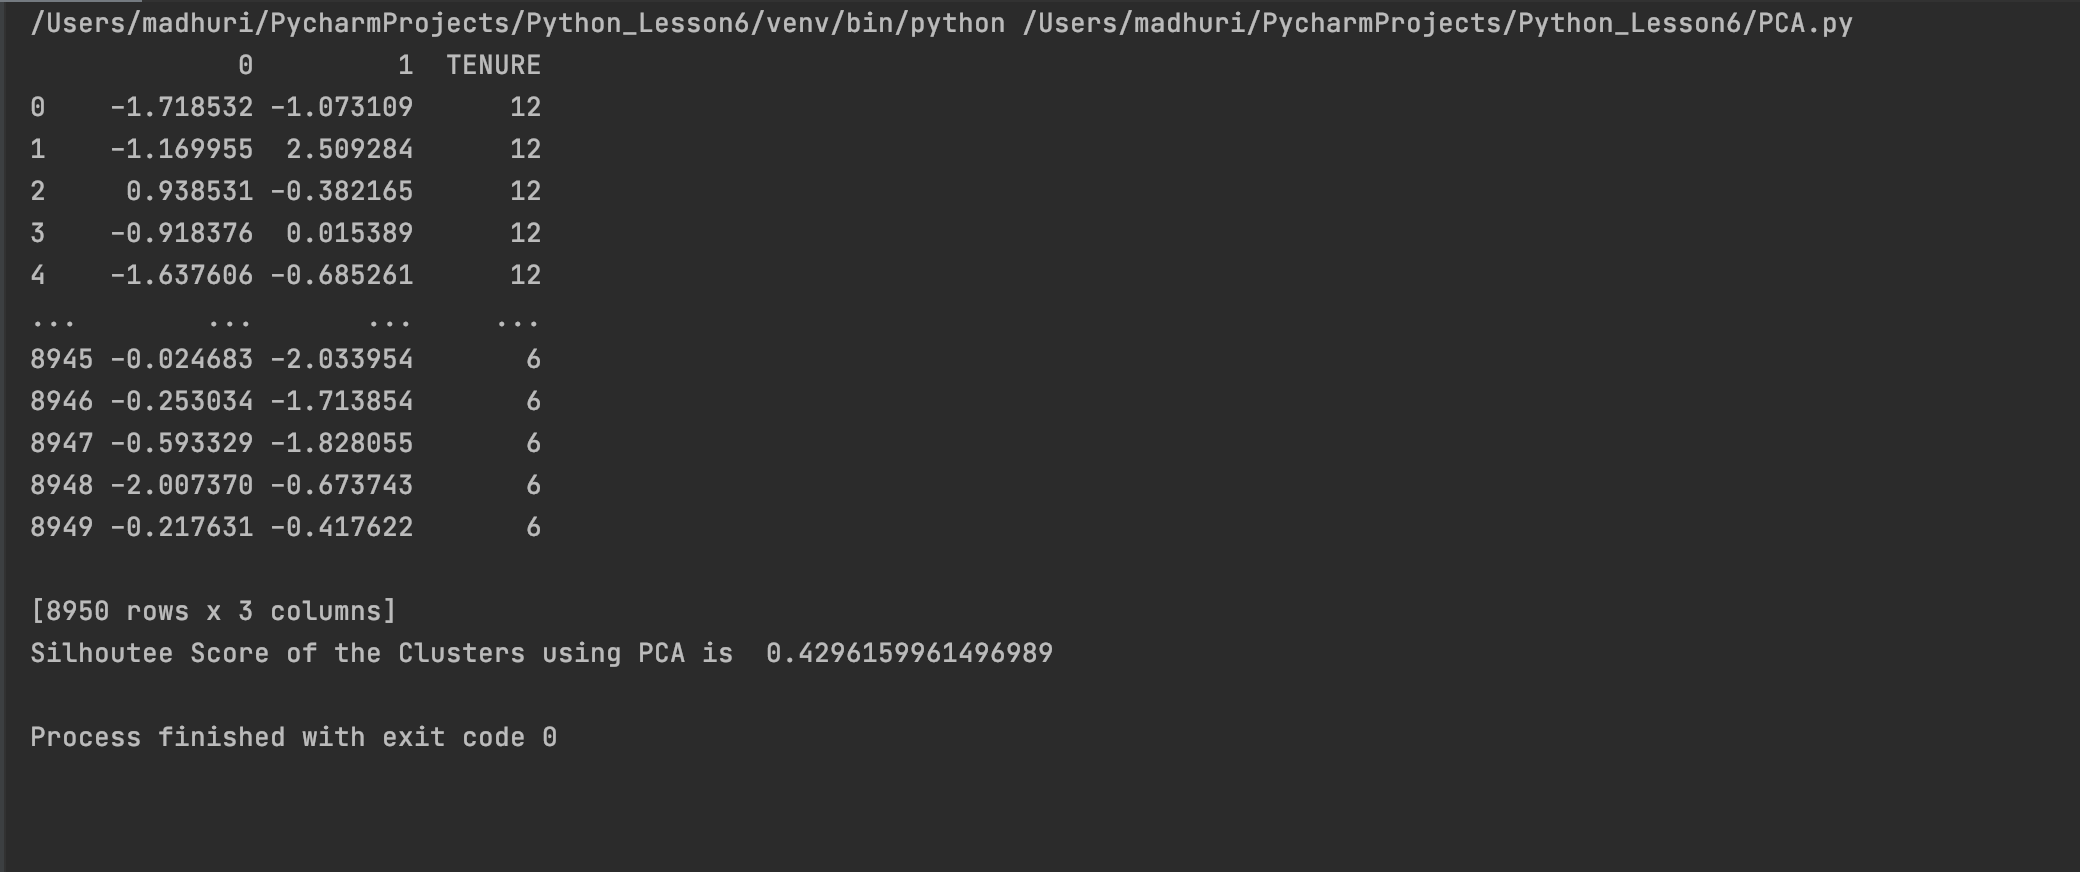 /Users/madhuri/PycharmProjects/Python_Lesson6/venv/bin/python /Users/madhuri/PycharmProjects/Python_Lesson6/PCA.py
             0         1  TENURE
0    -1.718532 -1.073109      12
1    -1.169955  2.509284      12
2     0.938531 -0.382165      12
3    -0.918376  0.015389      12
4    -1.637606 -0.685261      12
...        ...       ...     ...
8945 -0.024683 -2.033954       6
8946 -0.253034 -1.713854       6
8947 -0.593329 -1.828055       6
8948 -2.007370 -0.673743       6
8949 -0.217631 -0.417622       6
[8950 rows x 3 columns]
Silhoutee Score of the Clusters using PCA is  0.4296159961496989
Process finished with exit code 0